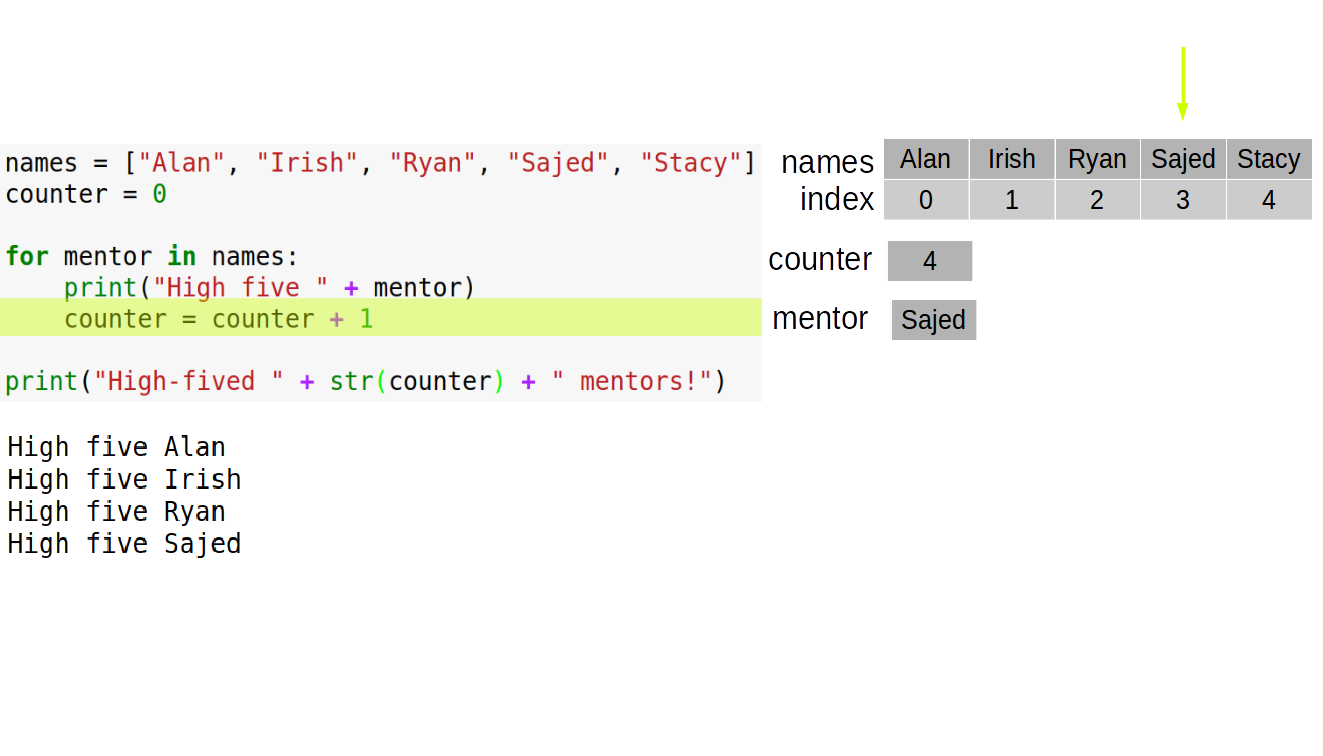 names = ["Alan", "Irish", "Ryan", "Sajed", "Stacy"]
counter = 0
for mentor in names:
    print("High five " + mentor)
    counter = counter + 1
print("High-fived " + str(counter) + " mentors!")
High five Alan
High five Irish
High five Ryan
High five Sajed
names Alan Irish Ryan Sajed Stacy
index 0 1 2 3 4
counter 4
mentor Sajed